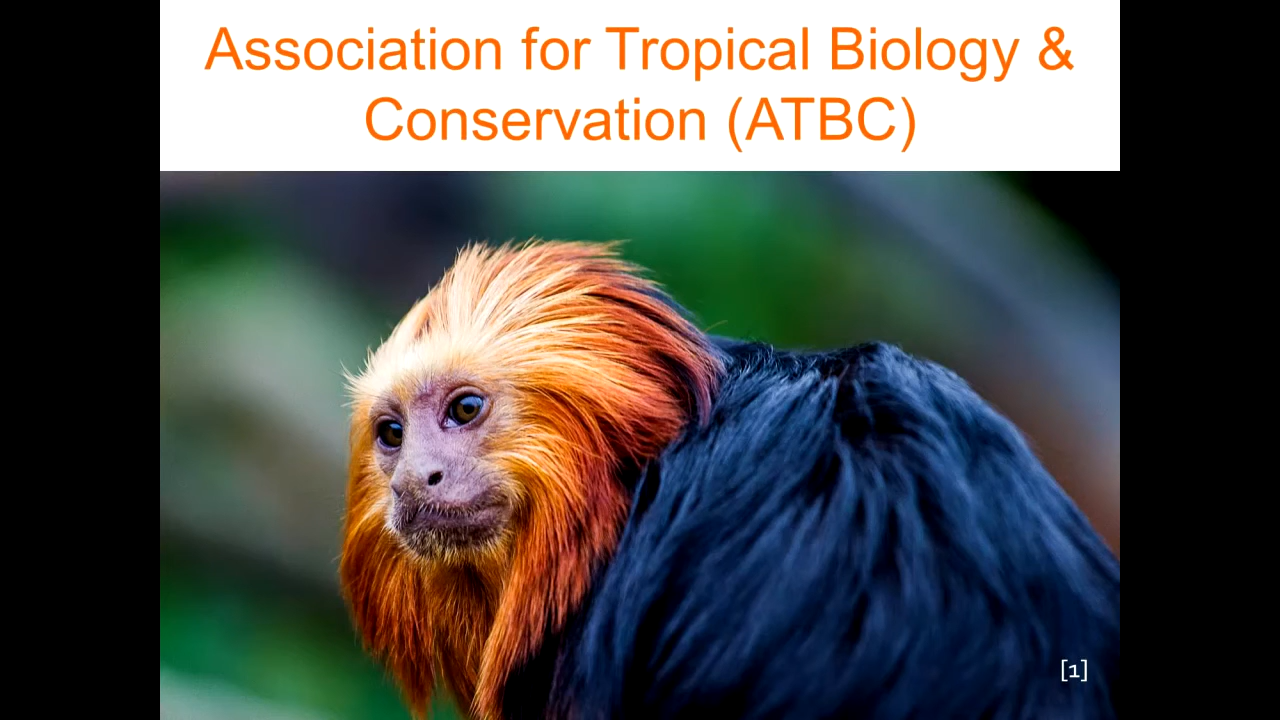 Association for Tropical Biology &
Conservation (ATBC)
[1]